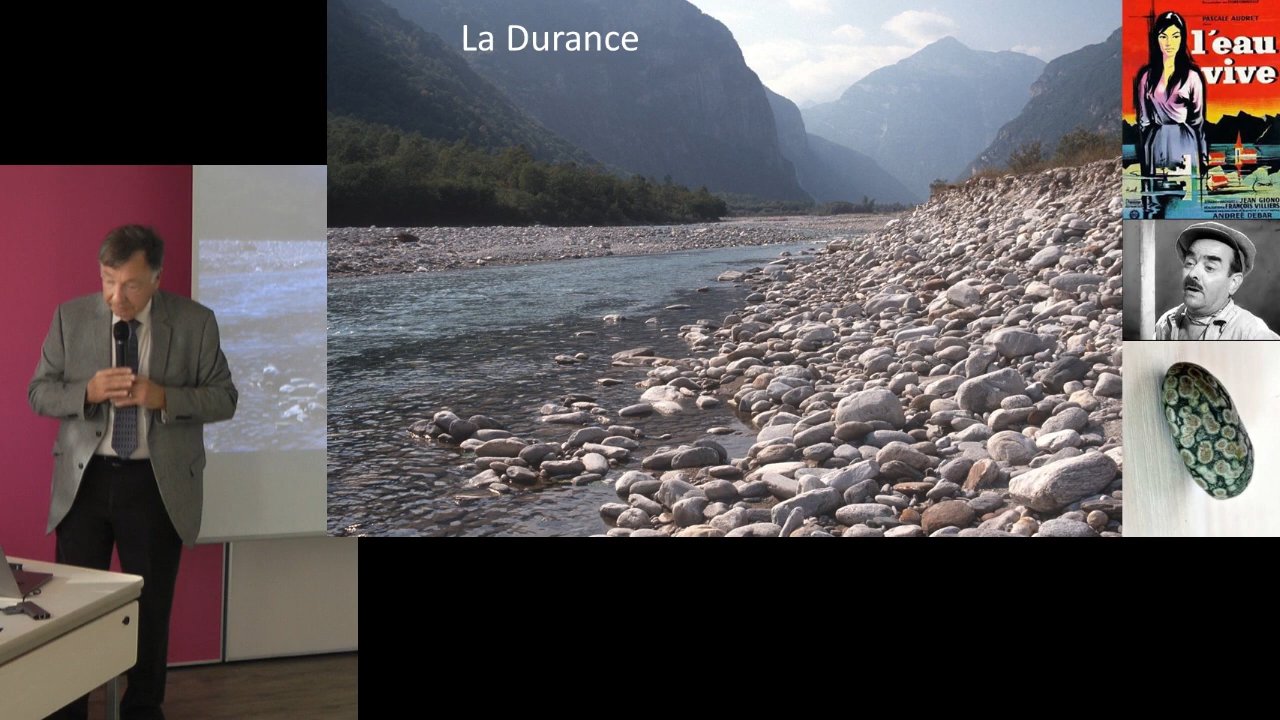 La Durance
PASCALE AUDRET
l'eau
vive
JEAN GIONO
FRANÇOIS VILLIERS
ANDRÉE DEBAR